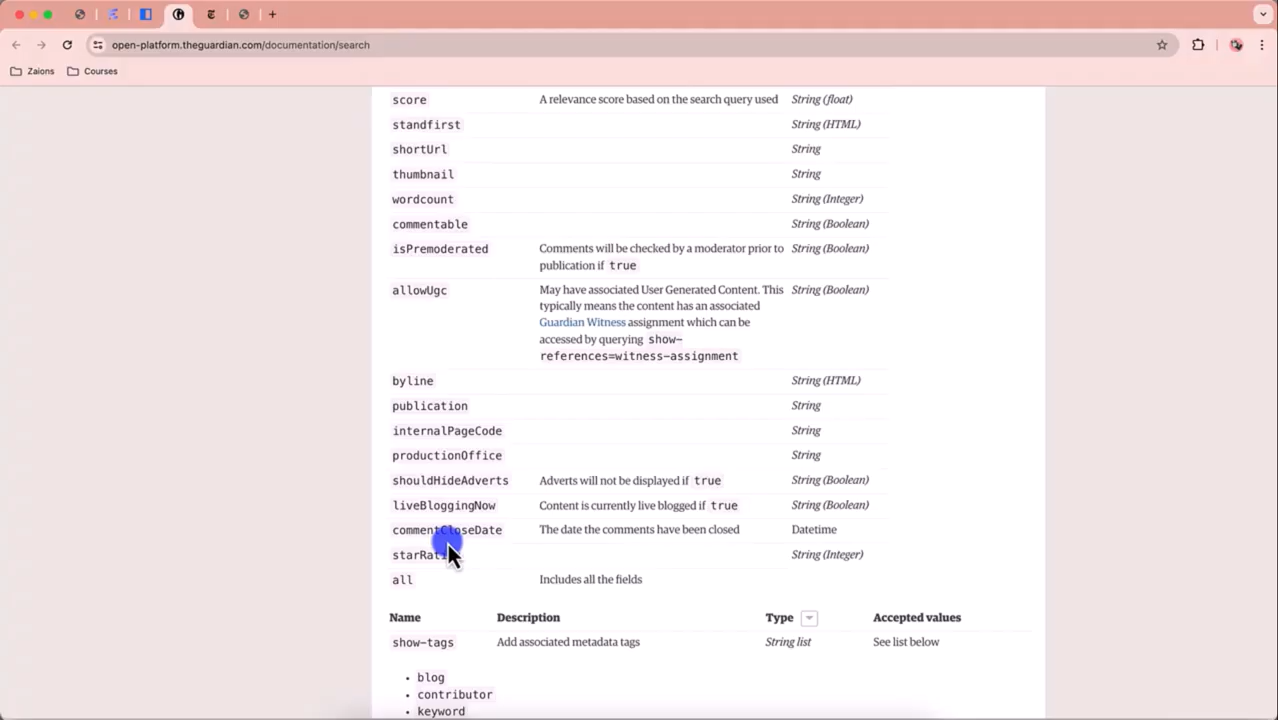 open-platform.theguardian.com/documentation/search
Zaions Courses
score A relevance score based on the search query used String (float)
standfirst String (HTML)
shortUrl String
thumbnail String
wordcount String (Integer)
commentable String (Boolean)
isPremoderated Comments will be checked by a moderator prior to String (Boolean)
publication if true
allowUgc May have associated User Generated Content. This String (Boolean)
typically means the content has an associated
Guardian Witness assignment which can be
accessed by querying show-
references=witness-assignment
byline String (HTML)
publication String
internalPageCode String
productionOffice String
shouldHideAdverts Adverts will not be displayed if true String (Boolean)
liveBloggingNow Content is currently live blogged if true String (Boolean)
commentCloseDate The date the comments have been closed Datetime
String (Integer)
all Includes all the fields
Name Description Type Accepted values
show-tags Add associated metadata tags String list See list below
• blog
• contributor
• keyword